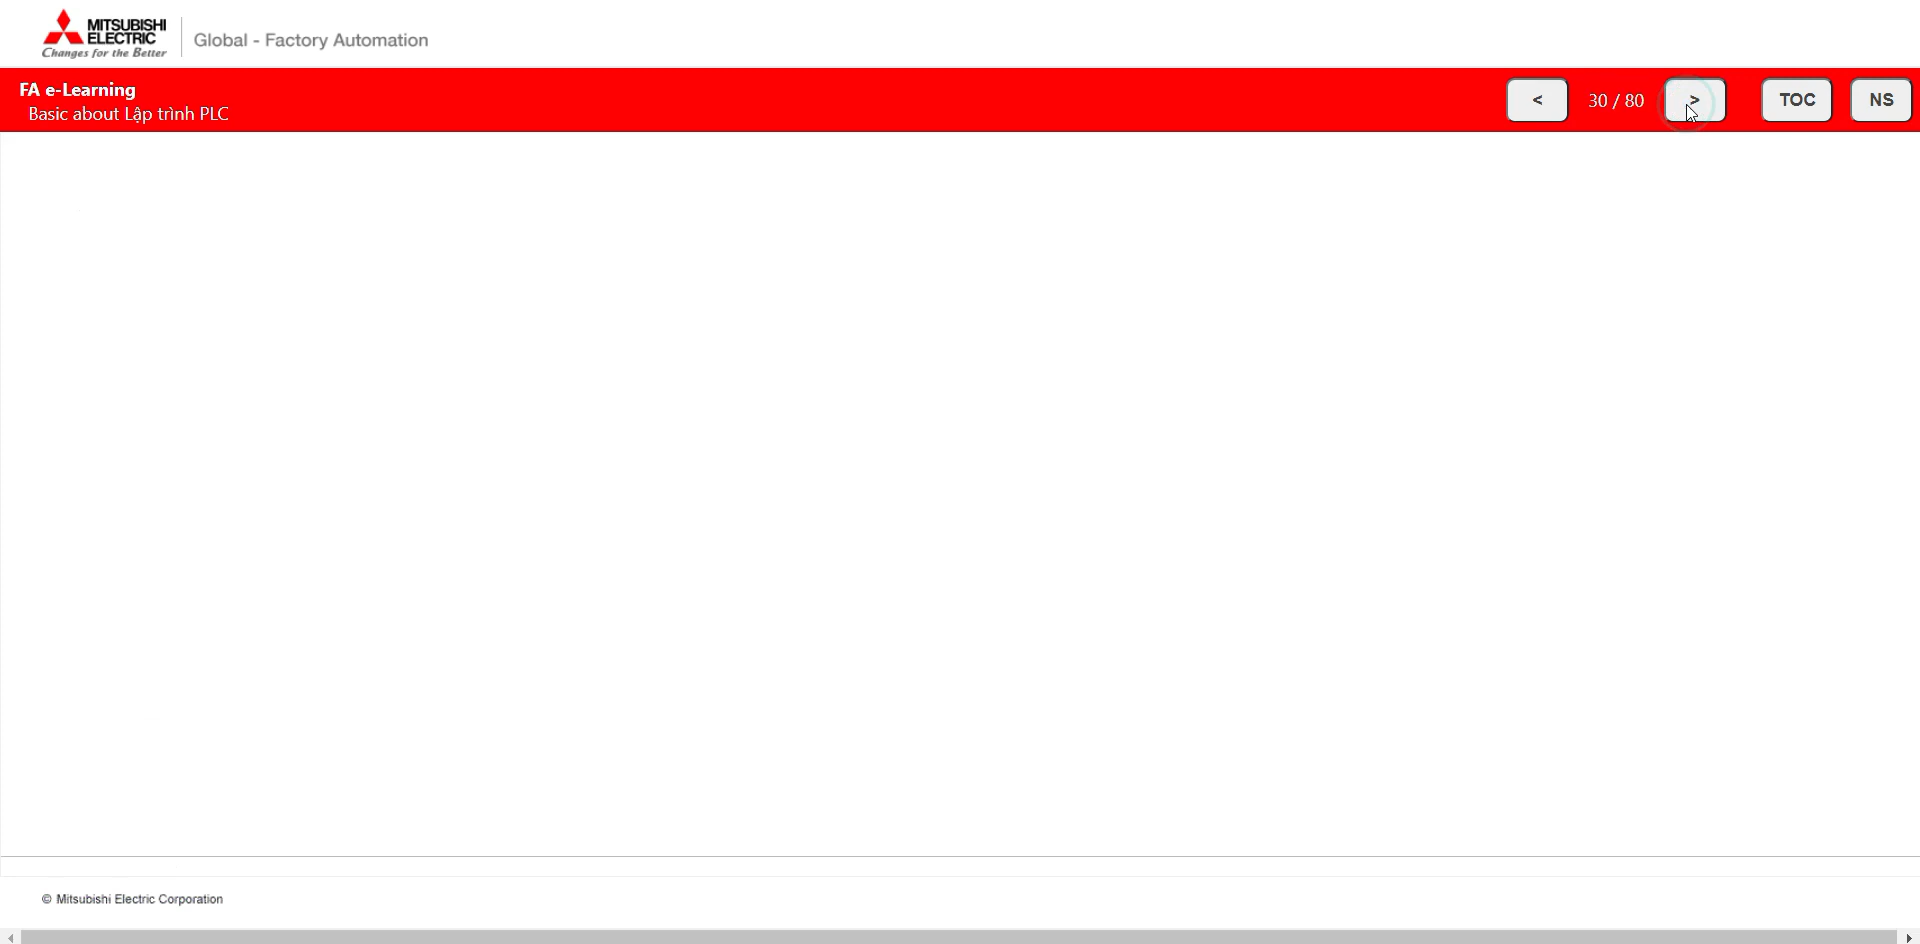 MITSUBISHI
ELECTRIC
Changes for the Better
Global - Factory Automation
FA e-Learning
Basic about Lập trình PLC
<
30 / 80
>
TOC
NS
© Mitsubishi Electric Corporation